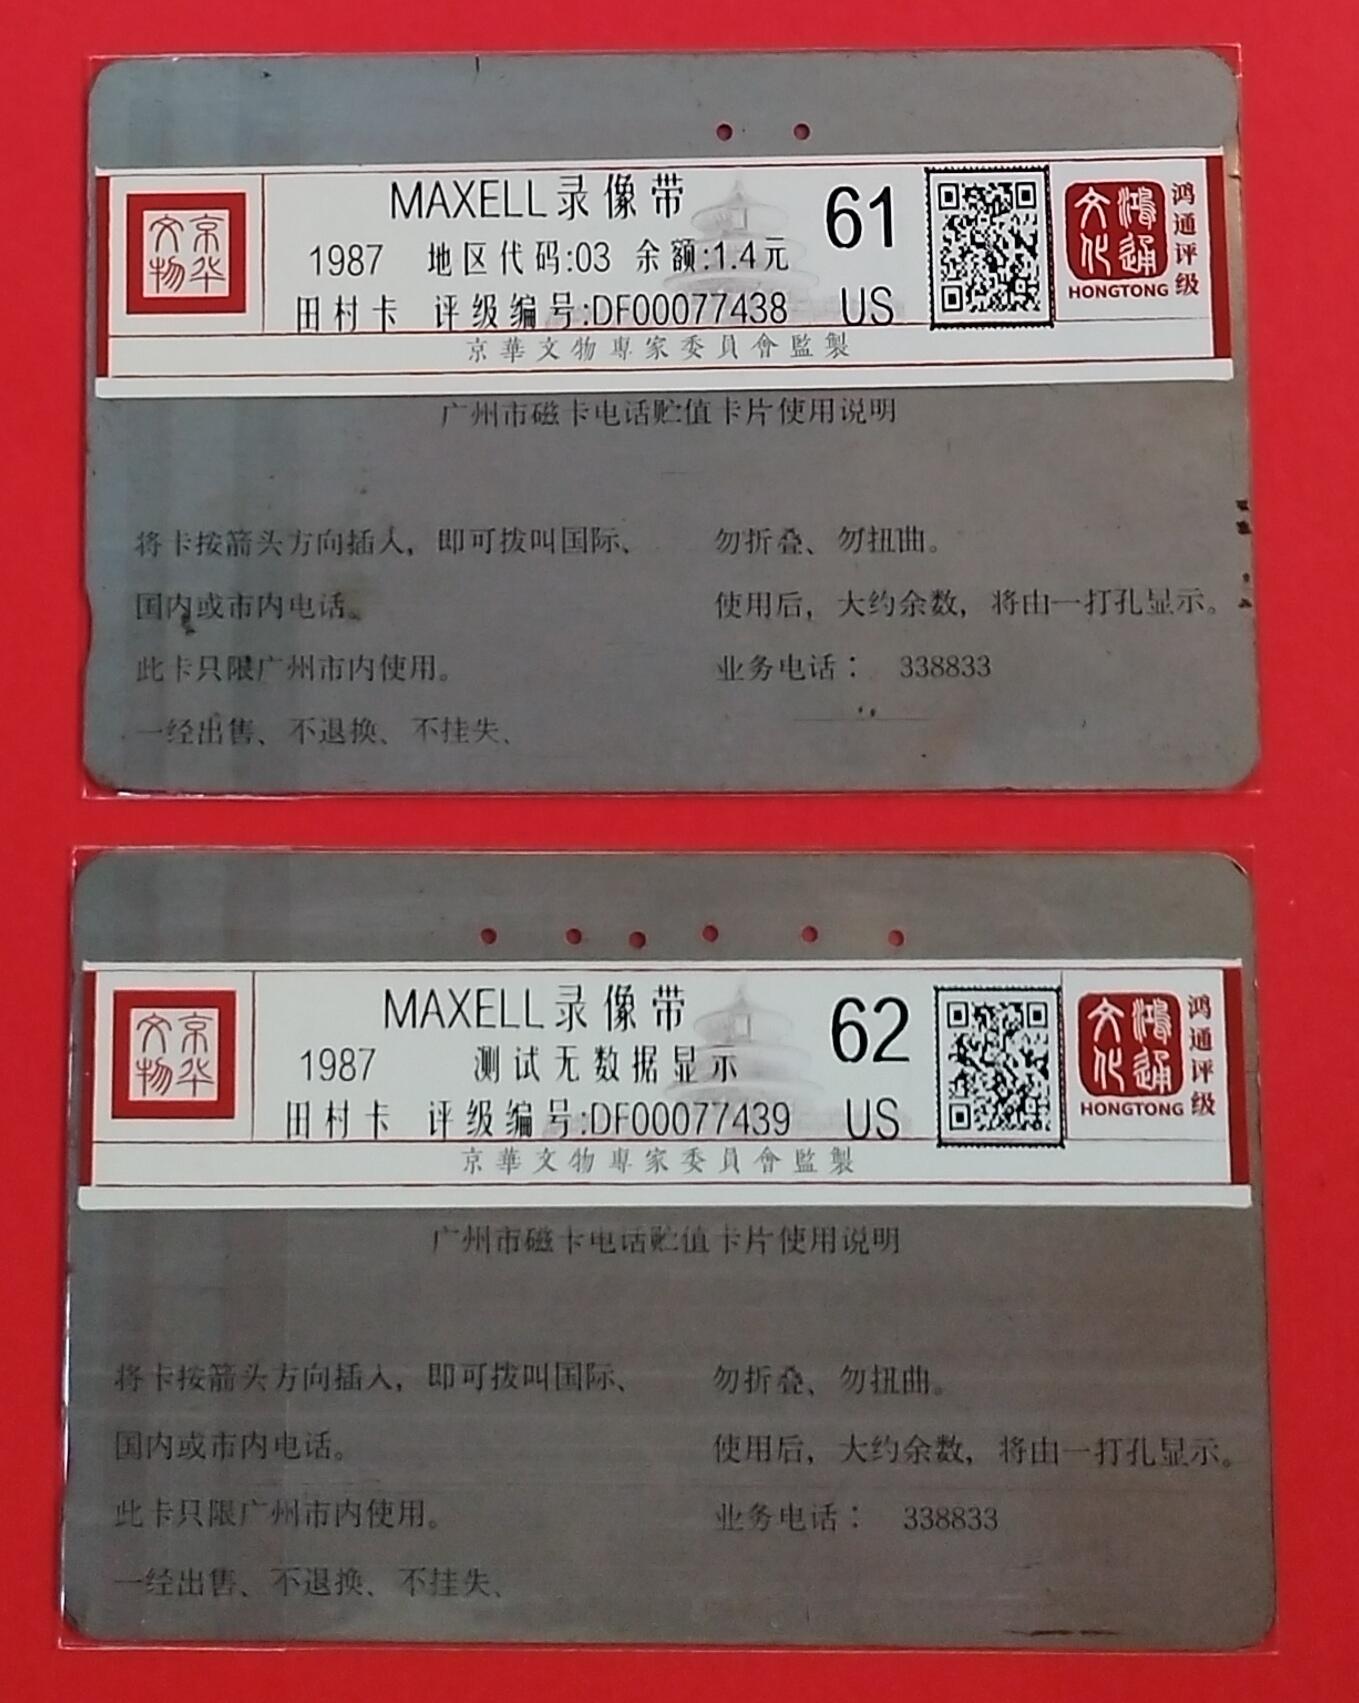 京华
文物
MAXELL录像带
61
1987 地区代码:03 余额:1.4元
田村卡 评级编号:DF00077438
US
京華文物專家委員會監製
鸿通
文化
HONGTONG
鸿通评级
广州市磁卡电话贮值卡片使用说明
将卡按箭头方向插入，即可拨叫国际、
国内或市内电话。
此卡只限广州市内使用。
一经出售、不退换、不挂失、
勿折叠、勿扭曲。
使用后，大约余数，将由一打孔显示。
业务电话： 338833
京华
文物
MAXELL录像带
62
1987 测试无数据显示
田村卡 评级编号:DF00077439
US
京華文物專家委員會監製
鸿通
文化
HONGTONG
鸿通评级
广州市磁卡电话贮值卡片使用说明
将卡按箭头方向插入，即可拨叫国际、
国内或市内电话。
此卡只限广州市内使用。
一经出售、不退换、不挂失、
勿折叠、勿扭曲。
使用后，大约余数，将由一打孔显示。
业务电话： 338833